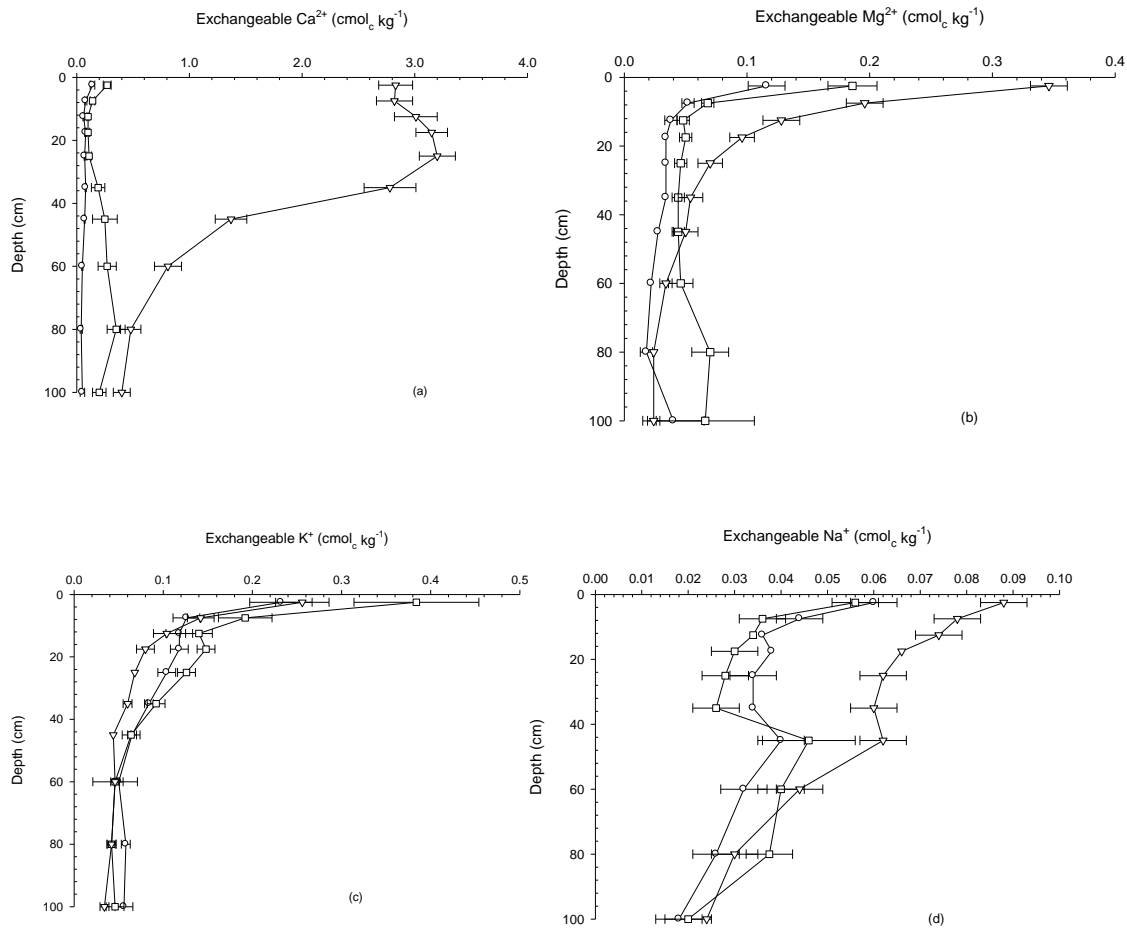 Exchangeable Ca²⁺ (cmol_c kg⁻¹)
0.0 1.0 2.0 3.0 4.0
Depth (cm)
0
20
40
60
80
100
(a)
Exchangeable Mg²⁺ (cmol_c kg⁻¹)
0.0 0.1 0.2 0.3 0.4
Depth (cm)
0
20
40
60
80
100
(b)
Exchangeable K⁺ (cmol_c kg⁻¹)
0.0 0.1 0.2 0.3 0.4 0.5
Depth (cm)
0
20
40
60
80
100
(c)
Exchangeable Na⁺ (cmol_c kg⁻¹)
0.00 0.01 0.02 0.03 0.04 0.05 0.06 0.07 0.08 0.09 0.10
Depth (cm)
0
20
40
60
80
100
(d)